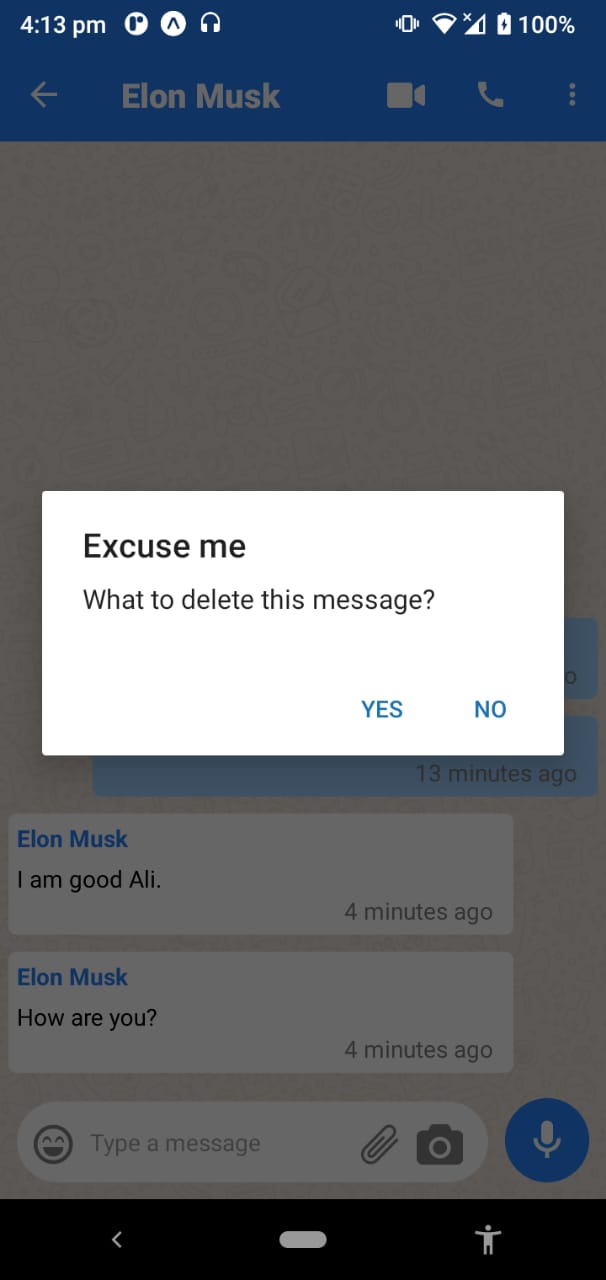 4:13 pm 100%
Elon Musk
Excuse me
What to delete this message?
YES NO
13 minutes ago
Elon Musk
I am good Ali.
4 minutes ago
Elon Musk
How are you?
4 minutes ago
Type a message